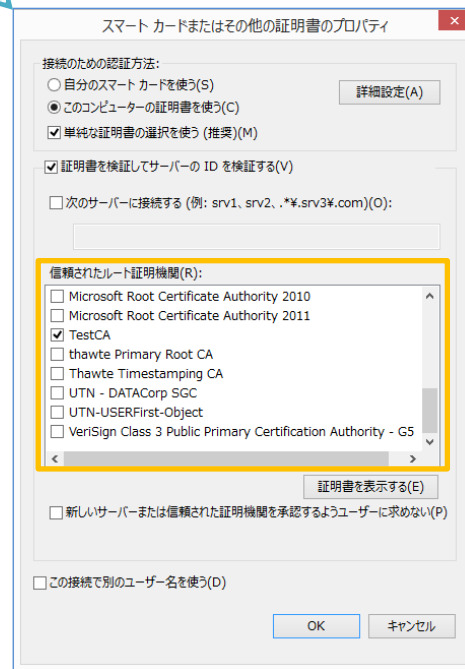 スマート カードまたはその他の証明書のプロパティ
接続のための認証方法:
自分のスマート カードを使う(S)
詳細設定(A)
このコンピューターの証明書を使う(C)
単純な証明書の選択を使う (推奨)(M)
証明書を検証してサーバーの ID を検証する(V)
次のサーバーに接続する (例: srv1、srv2、.*¥.srv3¥.com)(O):
信頼されたルート証明機関(R):
Microsoft Root Certificate Authority 2010
Microsoft Root Certificate Authority 2011
TestCA
thawte Primary Root CA
Thawte Timestamping CA
UTN - DATACorp SGC
UTN-USERFirst-Object
VeriSign Class 3 Public Primary Certification Authority - G5
証明書を表示する(E)
新しいサーバーまたは信頼された証明機関を承認するようユーザーに求めない(P)
この接続で別のユーザー名を使う(D)
OK
キャンセル